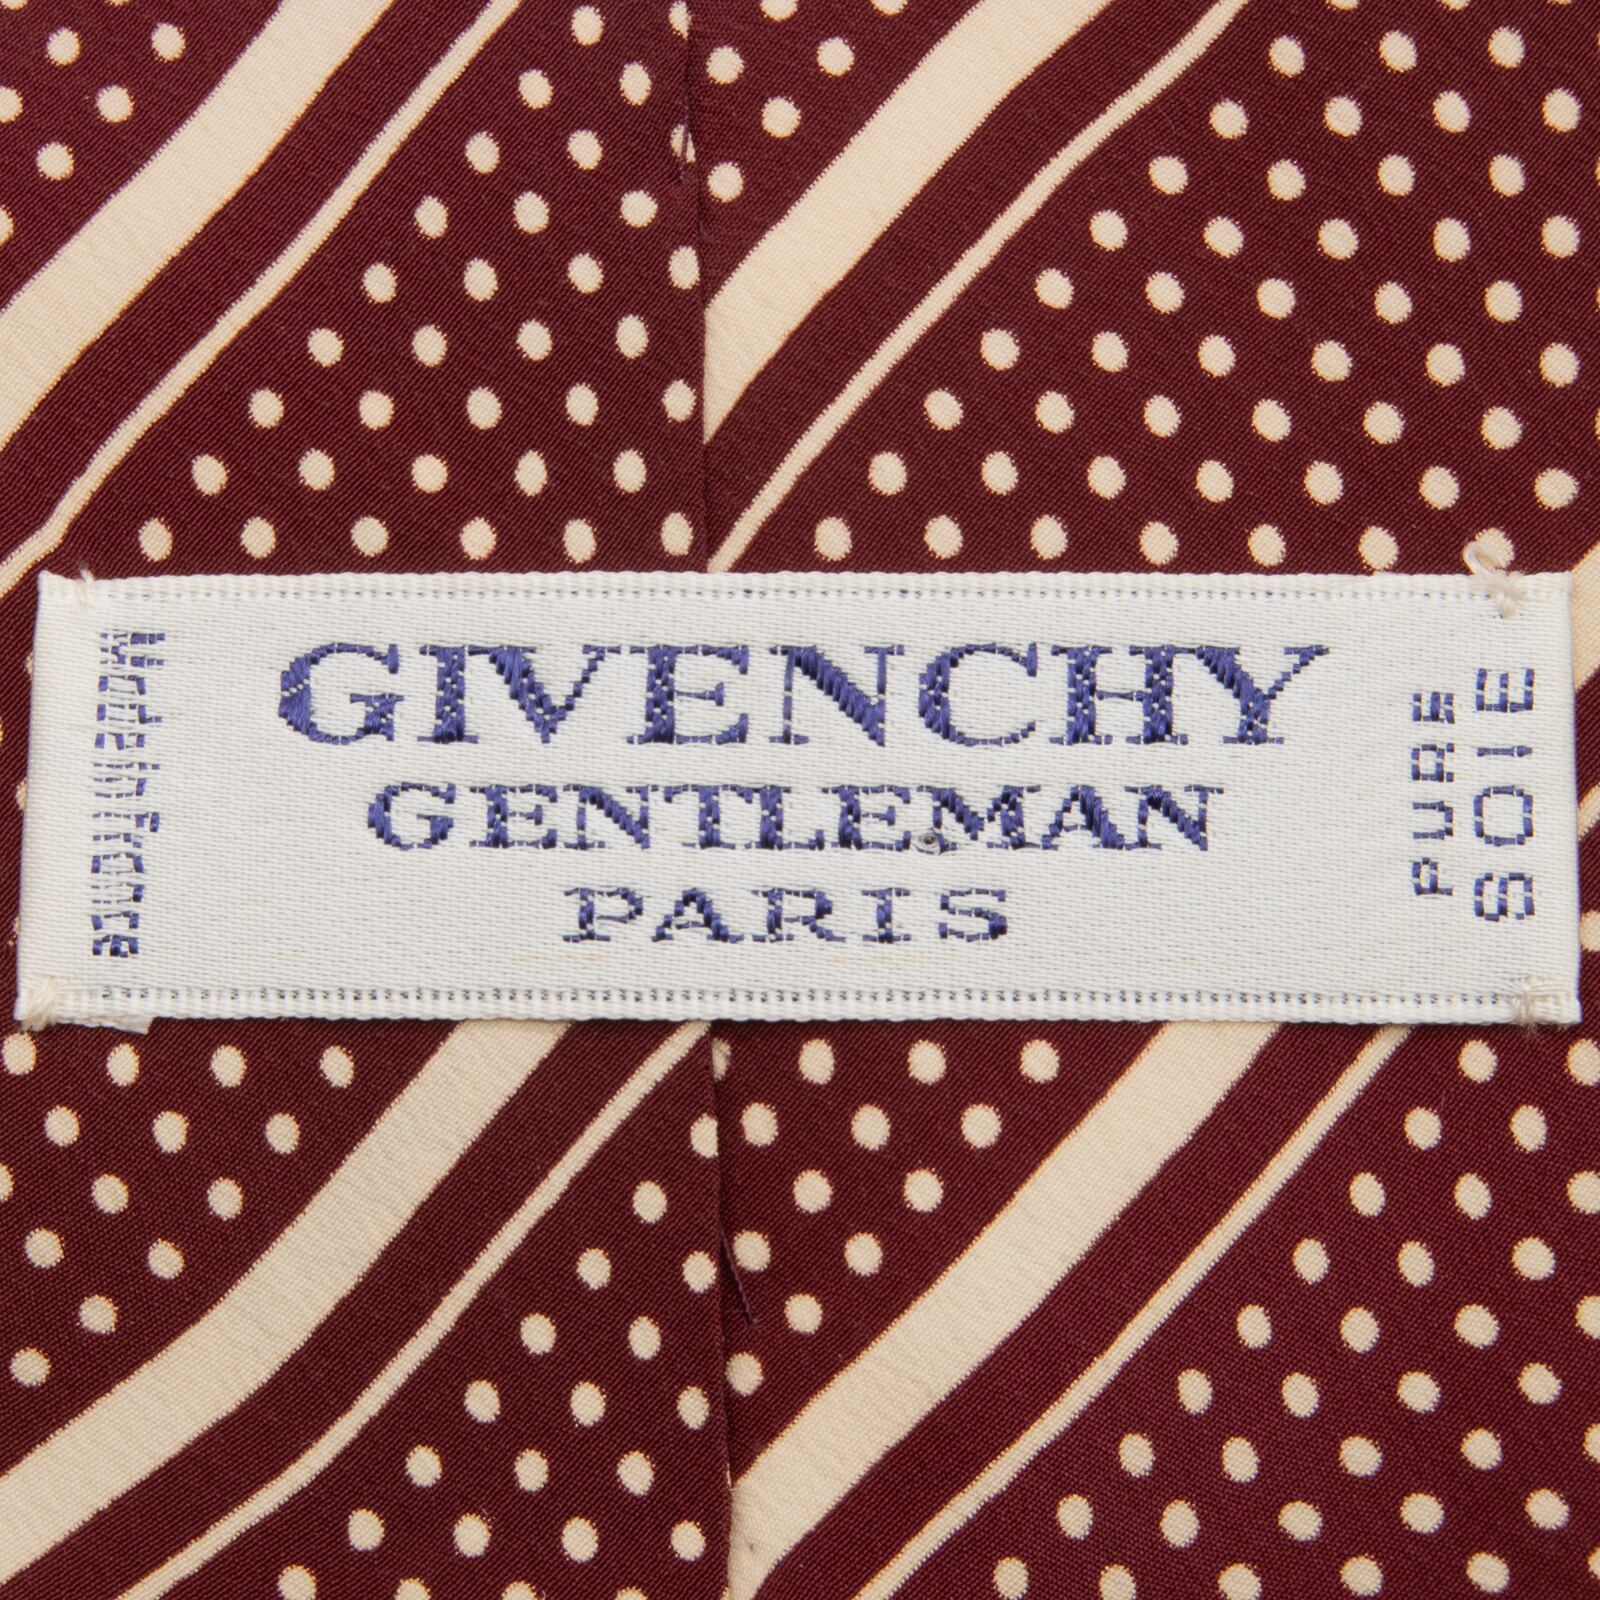 GIVENCHY
GENTLEMAN
PARIS
PURE
SOIE